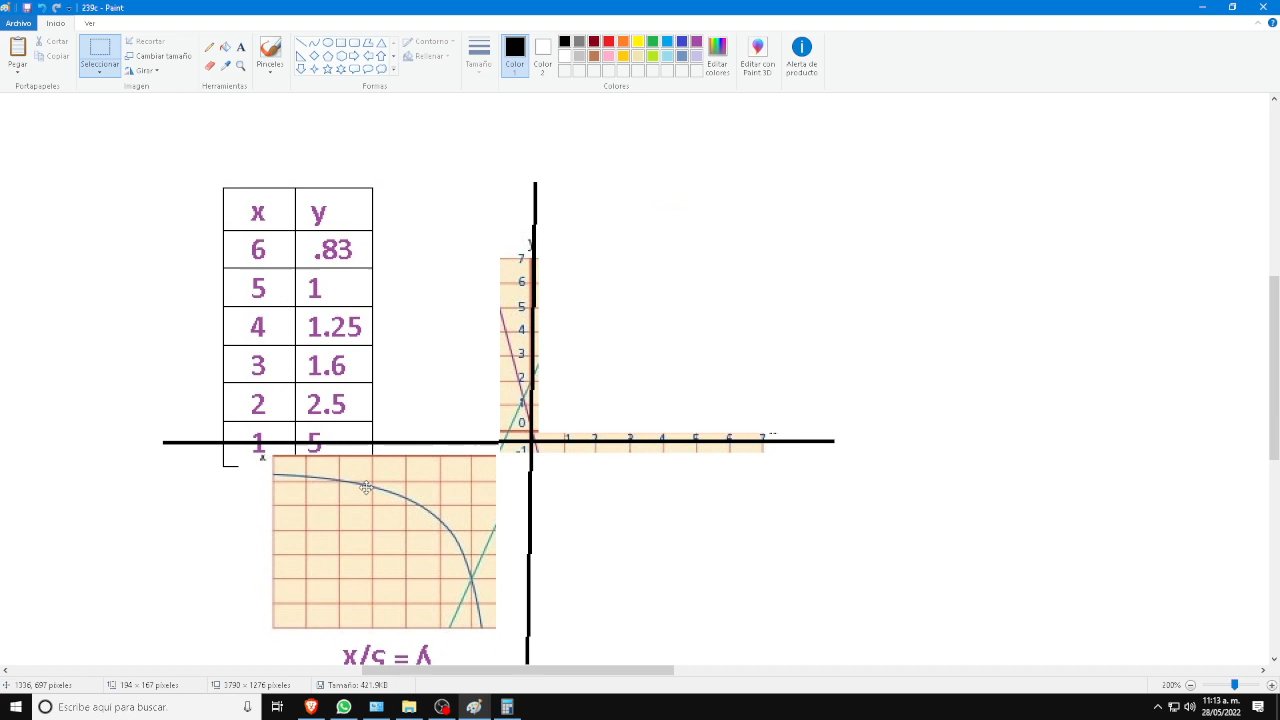 239c - Paint
Archivo Inicio Ver
Pegar
Cortar
Copiar
Portapapeles
Seleccionar
Recortar
Cambiar tamaño
Girar
Imagen
A
Herramientas
Pinceles
Contorno
Rellenar
Formas
Tamaño
Color 1
Color 2
Editar colores
Colores
Editar con Paint 3D
Alerta de producto
x y
6 .83
5 1
4 1.25
3 1.6
2 2.5
1 5
y
7
6
5
4
3
2
1
0
-1
1 2 3 4 5 6 7
x
y = 5/x
1336, 697 píxeles 194 × 167 píxeles 3790 × 1276 píxeles Tamaño: 421.9KB 200%
Escribe aquí para buscar.
11:13 a. m.
28/05/2022